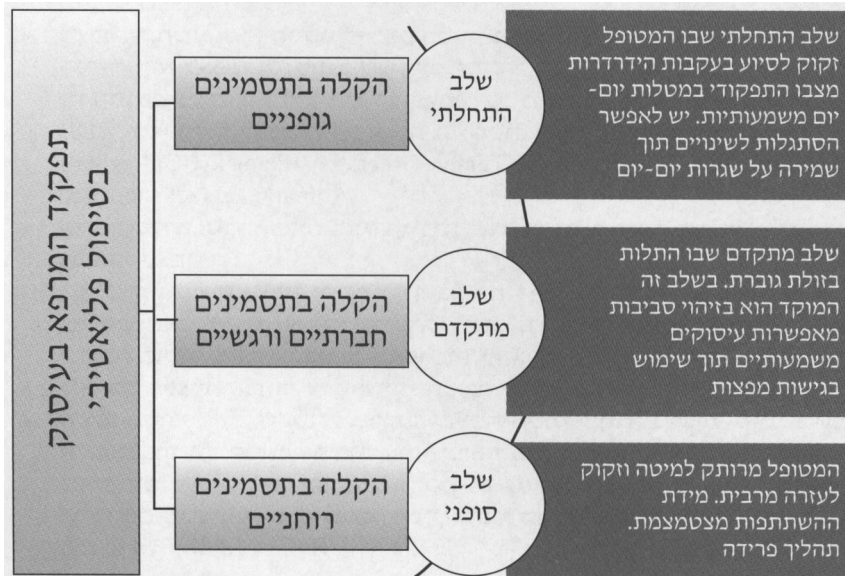 שלב התחלתי שבו המטופל
זקוק לסיוע בעקבות הידרדרות
מצבו התפקודי במטלות יום-
יום משמעותיות. יש לאפשר
הסתגלות לשינויים תוך
שמירה על שגרות יום-יום
שלב
התחלתי
הקלה בתסמינים
גופניים
שלב מתקדם שבו התלות
בזולת גוברת. בשלב זה
המוקד הוא בזיהוי סביבות
מאפשרות עיסוקים
משמעותיים תוך שימוש
בגישות מפצות
שלב
מתקדם
הקלה בתסמינים
חברתיים ורגשיים
המטופל מרותק למיטה וזקוק
לעזרה מרבית. מידת
ההשתתפות מצטמצמת.
תהליך פרידה
שלב
סופני
הקלה בתסמינים
רוחניים
תפקיד המרפא בעיסוק
בטיפול פליאטיבי